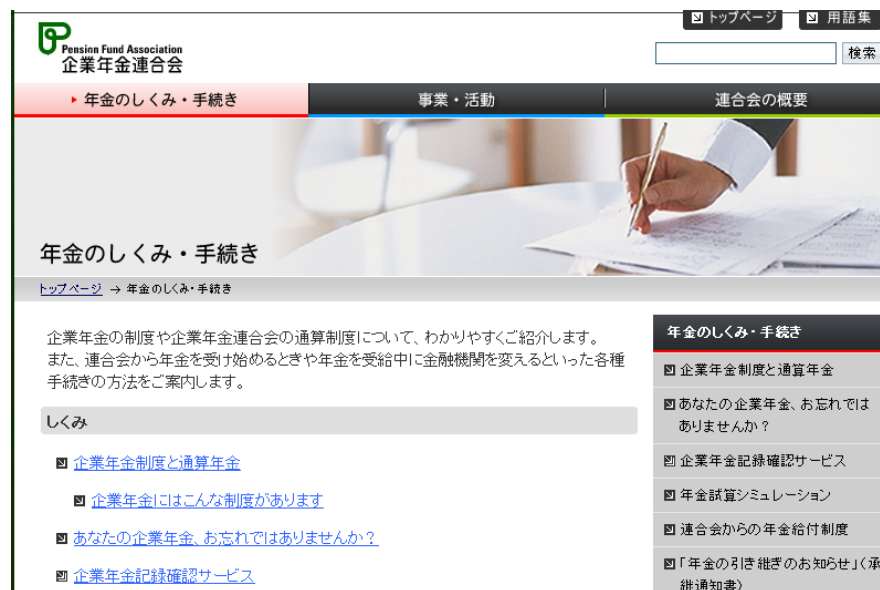 トップページ
用語集
Pension Fund Association
企業年金連合会
検索
年金のしくみ・手続き
事業・活動
連合会の概要
年金のしくみ・手続き
トップページ → 年金のしくみ・手続き
企業年金の制度や企業年金連合会の通算制度について、わかりやすくご紹介します。
また、連合会から年金を受け始めるときや年金を受給中に金融機関を変えるといった各種
手続きの方法をご案内します。
しくみ
企業年金制度と通算年金
企業年金にはこんな制度があります
あなたの企業年金、お忘れではありませんか？
企業年金記録確認サービス
年金のしくみ・手続き
企業年金制度と通算年金
あなたの企業年金、お忘れでは
ありませんか？
企業年金記録確認サービス
年金試算シミュレーション
連合会からの年金給付制度
「年金の引き継ぎのお知らせ」（承
継通知書）